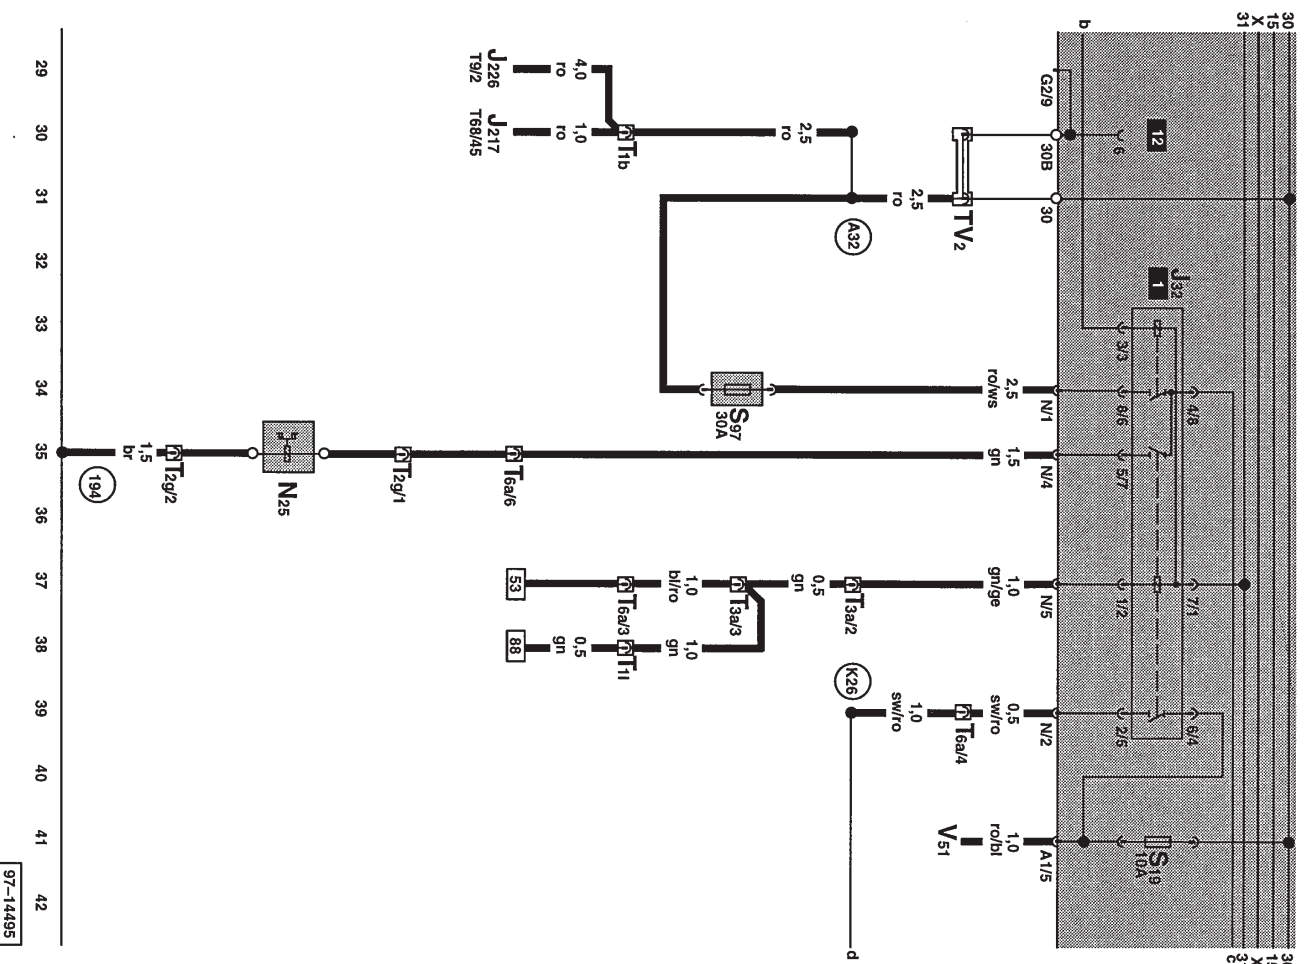 30
15
X
31
b
G2/9
30B
30
6
12
J32
1
3/3
4/8
8/6
5/7
7/1
1/2
6/4
2/5
S19
10A
N/1
N/4
N/5
N/2
A1/5
TV2
2,5
ro
A32
2,5
ro
T1b
4,0
ro
1,0
ro
J226
T9/2
J217
T68/45
2,5
ro/ws
S97
30A
1,5
gn
T6a/6
T2g/1
N25
T2g/2
1,5
br
194
1,0
gn/ge
T3a/2
0,5
gn
T3a/3
1,0
bl/ro
T6a/3
53
1,0
gn
T1l
0,5
gn
88
0,5
sw/ro
T6a/4
1,0
sw/ro
K26
1,0
ro/bl
V51
d
c
X
29
30
31
32
33
34
35
36
37
38
39
40
41
42
97–14495